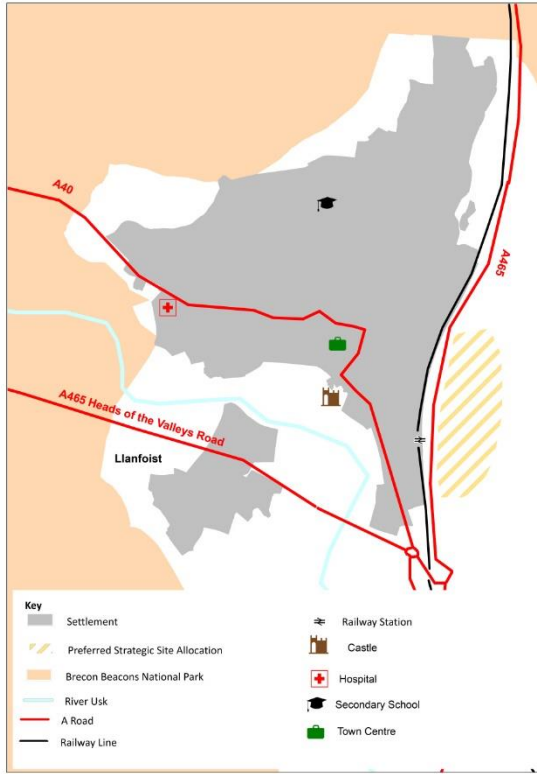 A40
A465
A465 Heads of the Valleys Road
Llanfoist
Key
Settlement
Preferred Strategic Site Allocation
Brecon Beacons National Park
River Usk
A Road
Railway Line
Railway Station
Castle
Hospital
Secondary School
Town Centre